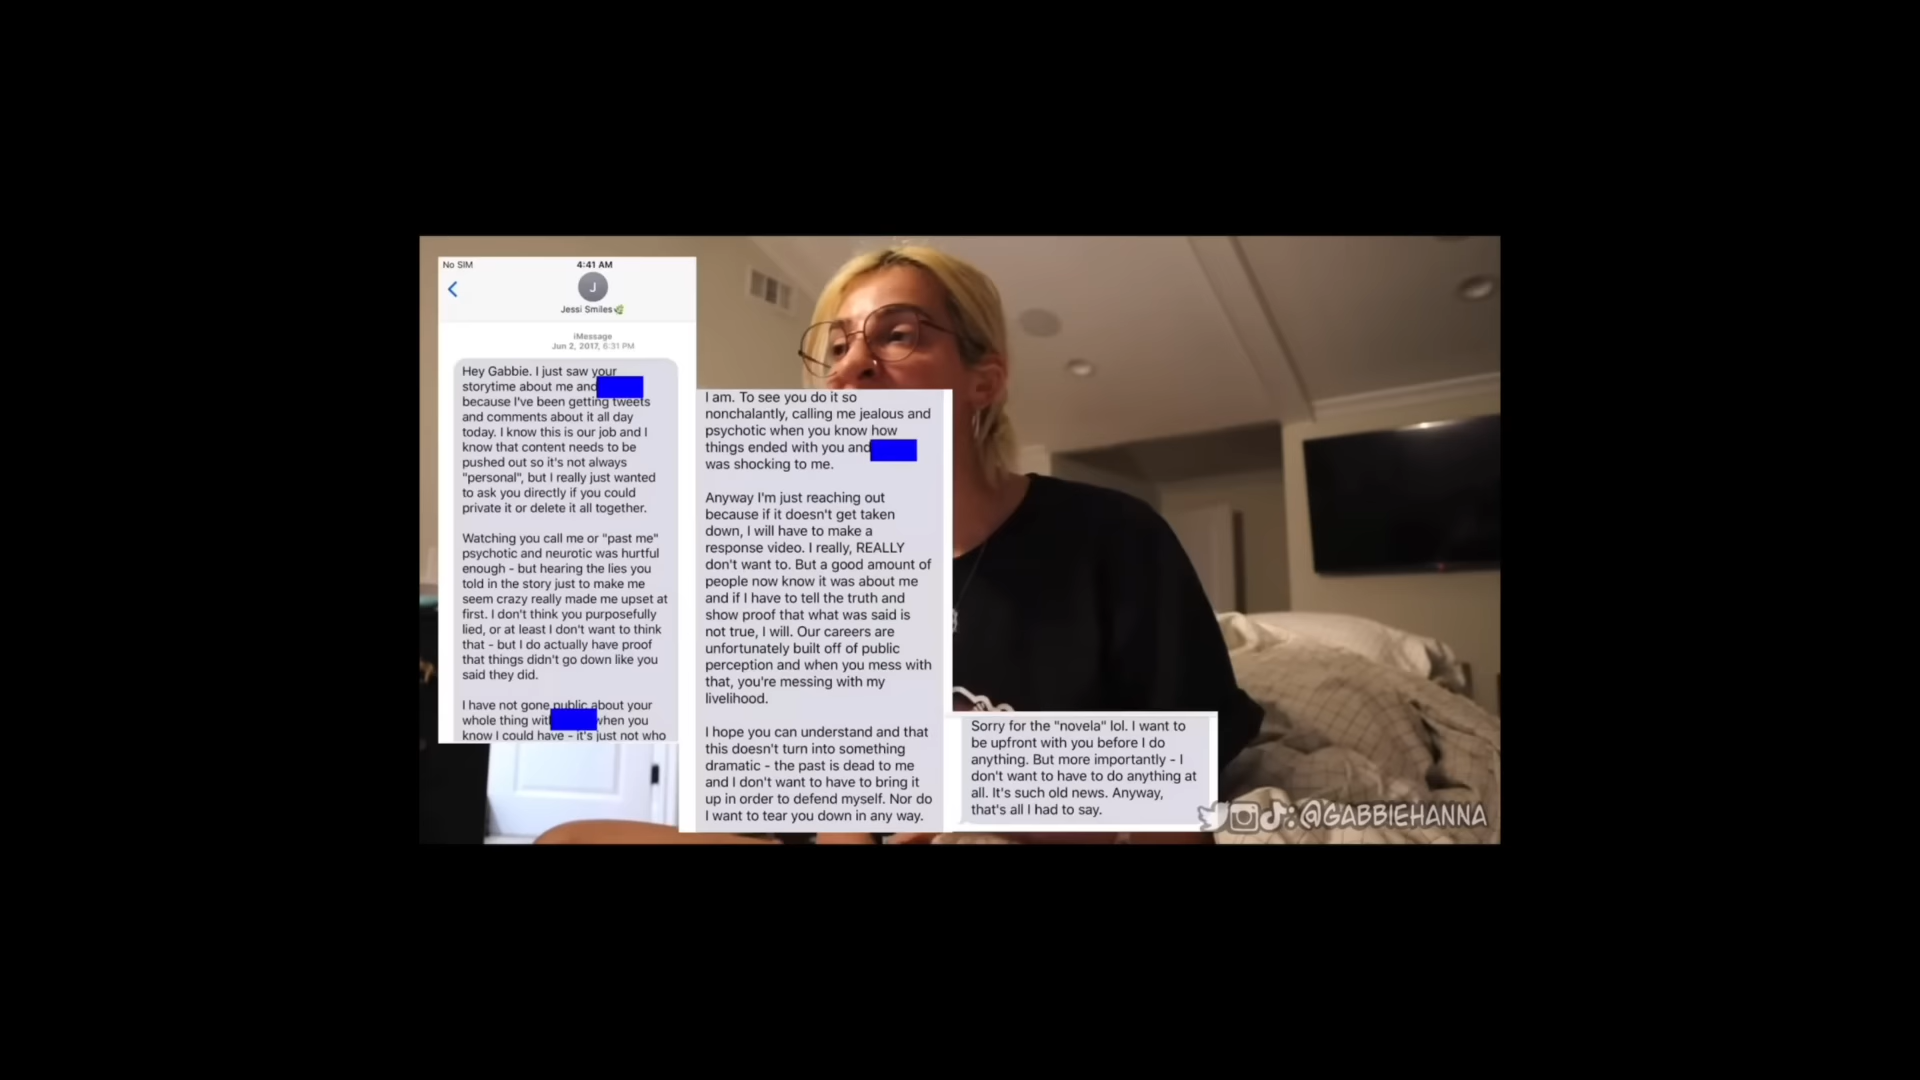 No SIM
4:41 AM
J
Jessi Smiles
iMessage
Jun 2, 2017, 6:31 PM
Hey Gabbie. I just saw your
storytime about me and
because I've been getting tweets
and comments about it all day
today. I know this is our job and I
know that content needs to be
pushed out so it's not always
"personal", but I really just wanted
to ask you directly if you could
private it or delete it all together.
Watching you call me or "past me"
psychotic and neurotic was hurtful
enough - but hearing the lies you
told in the story just to make me
seem crazy really made me upset at
first. I don't think you purposefully
lied, or at least I don't want to think
that - but I do actually have proof
that things didn't go down like you
said they did.
I have not gone public about your
whole thing with when you
know I could have - it's just not who
I am. To see you do it so
nonchalantly, calling me jealous and
psychotic when you know how
things ended with you and
was shocking to me.
Anyway I'm just reaching out
because if it doesn't get taken
down, I will have to make a
response video. I really, REALLY
don't want to. But a good amount of
people now know it was about me
and if I have to tell the truth and
show proof that what was said is
not true, I will. Our careers are
unfortunately built off of public
perception and when you mess with
that, you're messing with my
livelihood.
I hope you can understand and that
this doesn't turn into something
dramatic - the past is dead to me
and I don't want to have to bring it
up in order to defend myself. Nor do
I want to tear you down in any way.
Sorry for the "novela" lol. I want to
be upfront with you before I do
anything. But more importantly - I
don't want to have to do anything at
all. It's such old news. Anyway,
that's all I had to say.
:@GABBIEHANNA